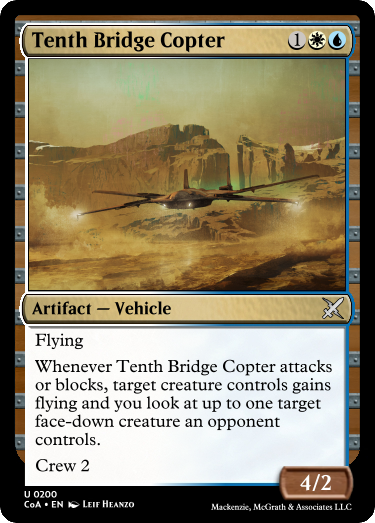 Tenth Bridge Copter 1
Artifact — Vehicle
Flying
Whenever Tenth Bridge Copter attacks
or blocks, target creature controls gains
flying and you look at up to one target
face-down creature an opponent
controls.
Crew 2
4/2
U 0200
CoA • EN Leif Heanzo
Mackenzie, McGrath & Associates LLC